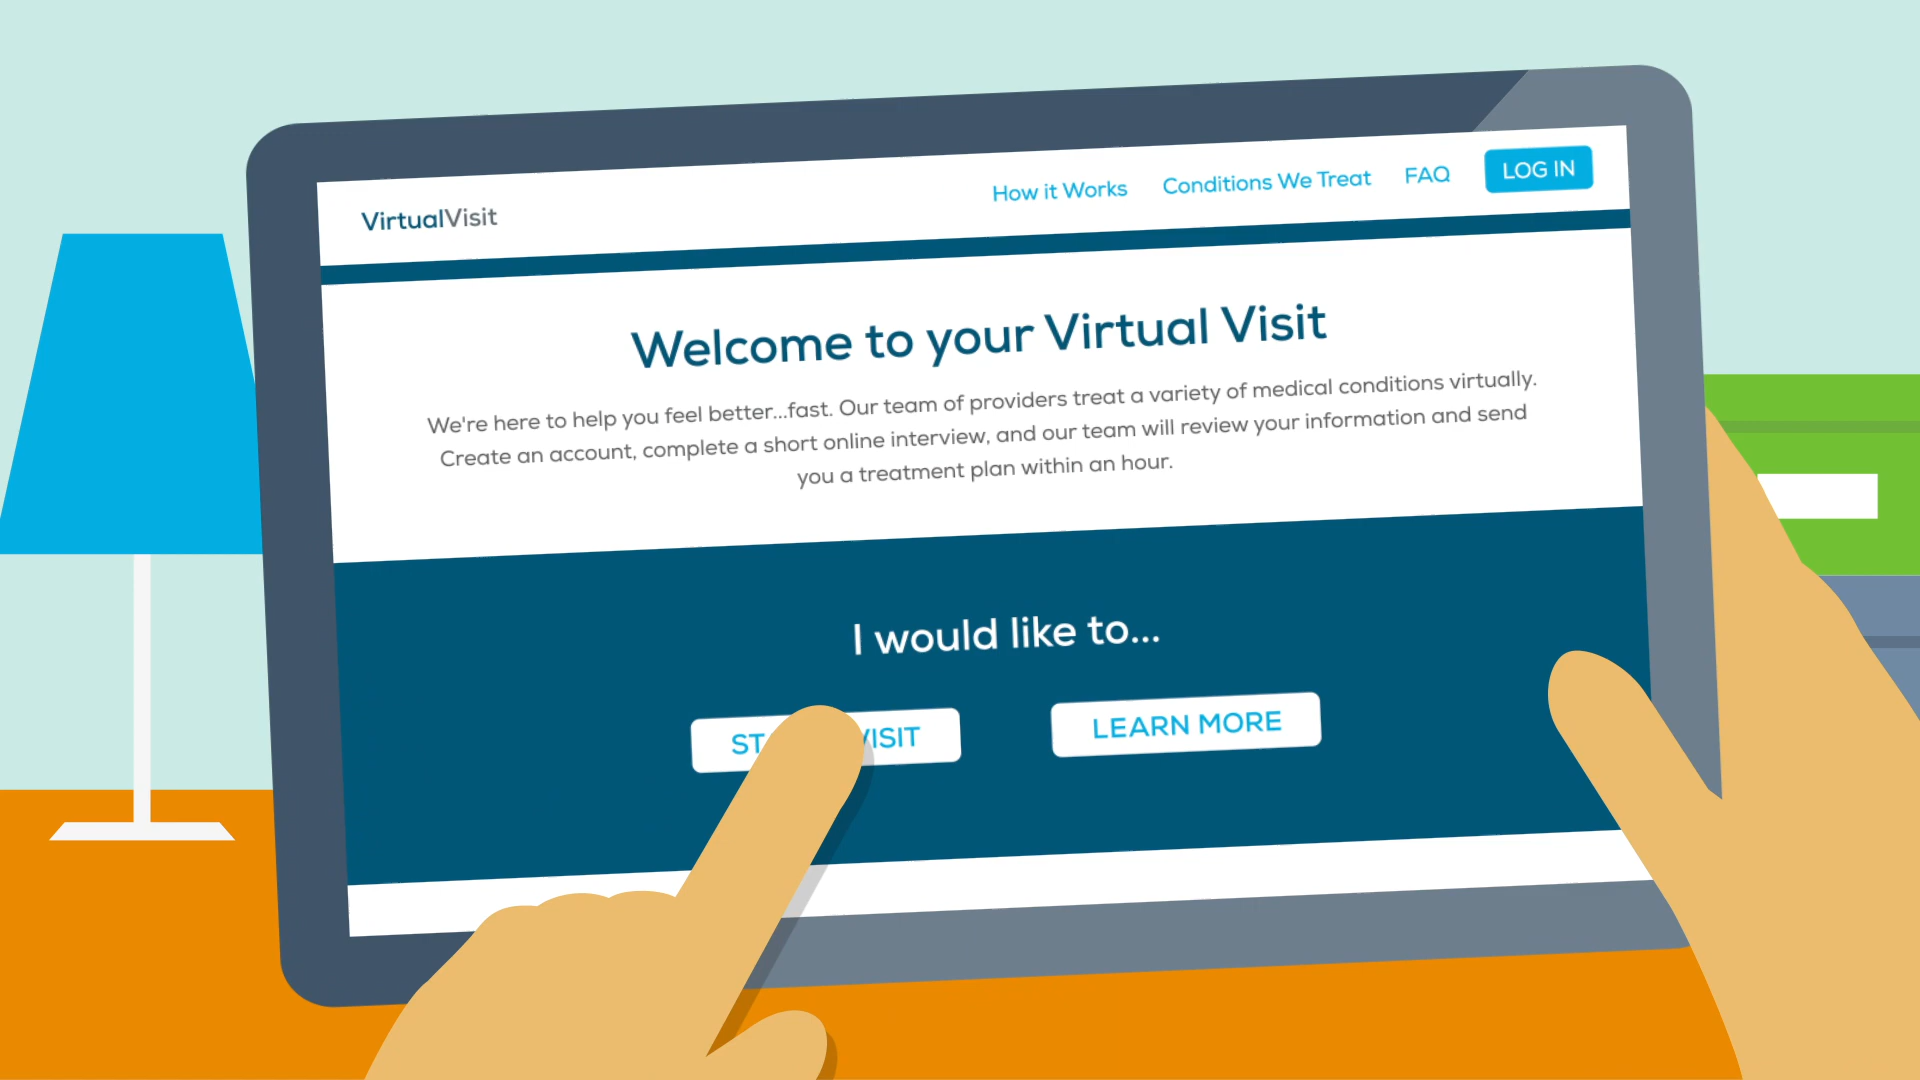 VirtualVisit
How it Works
Conditions We Treat
FAQ
LOG IN
Welcome to your Virtual Visit
We're here to help you feel better...fast. Our team of providers treat a variety of medical conditions virtually.
Create an account, complete a short online interview, and our team will review your information and send
you a treatment plan within an hour.
I would like to...
VISIT
LEARN MORE